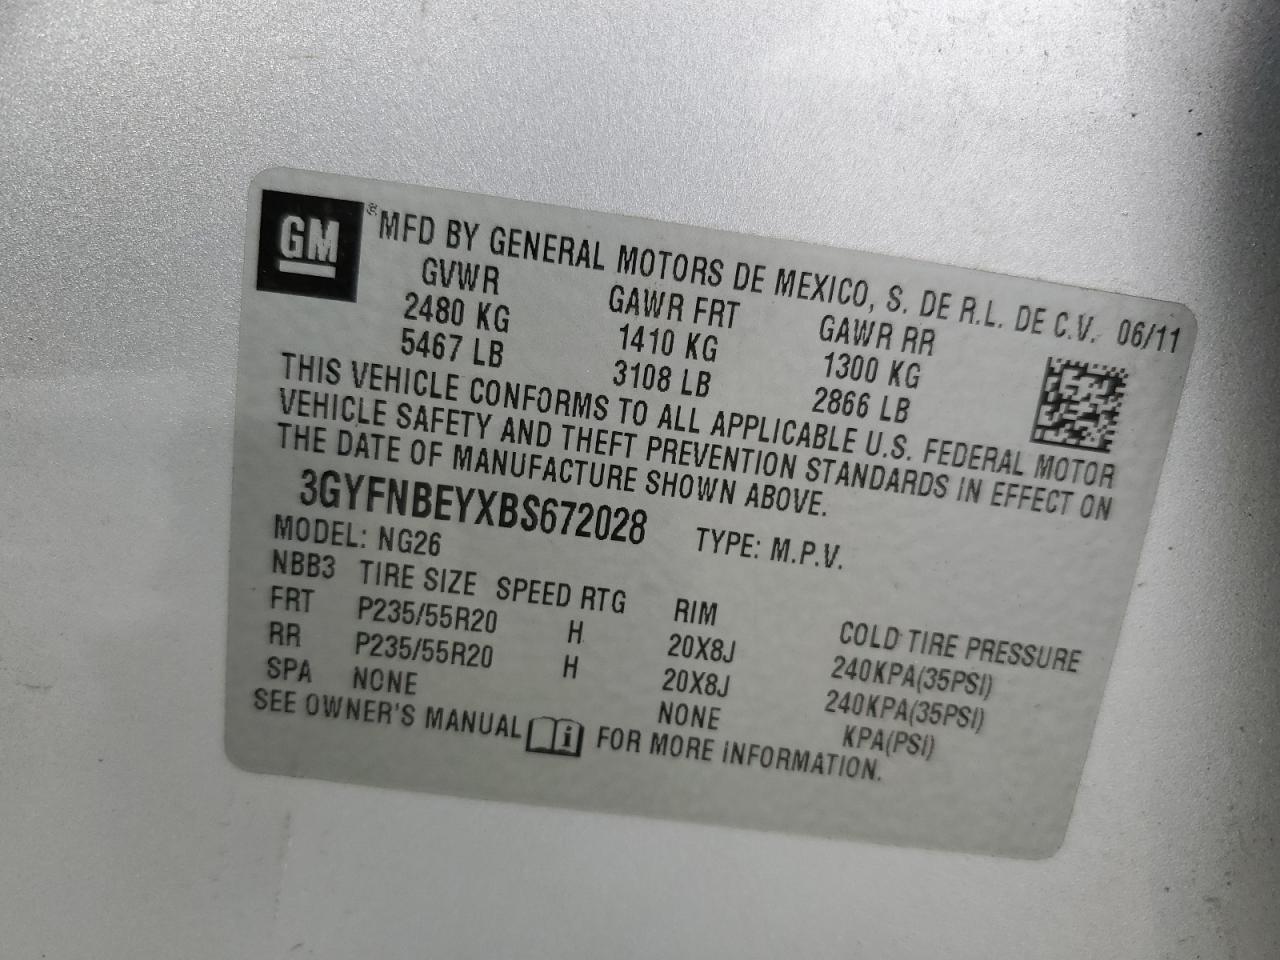 GM ® MFD BY GENERAL MOTORS DE MEXICO, S. DE R.L. DE C.V. 06/11
GVWR GAWR FRT GAWR RR
2480 KG 1410 KG 1300 KG
5467 LB 3108 LB 2866 LB
THIS VEHICLE CONFORMS TO ALL APPLICABLE U.S. FEDERAL MOTOR
VEHICLE SAFETY AND THEFT PREVENTION STANDARDS IN EFFECT ON
THE DATE OF MANUFACTURE SHOWN ABOVE.
3GYFNBEYXBS672028 TYPE: M.P.V.
MODEL: NG26
NBB3 TIRE SIZE SPEED RTG RIM COLD TIRE PRESSURE
FRT P235/55R20 H 20X8J 240KPA(35PSI)
RR P235/55R20 H 20X8J 240KPA(35PSI)
SPA NONE NONE KPA(PSI)
SEE OWNER'S MANUAL i FOR MORE INFORMATION.